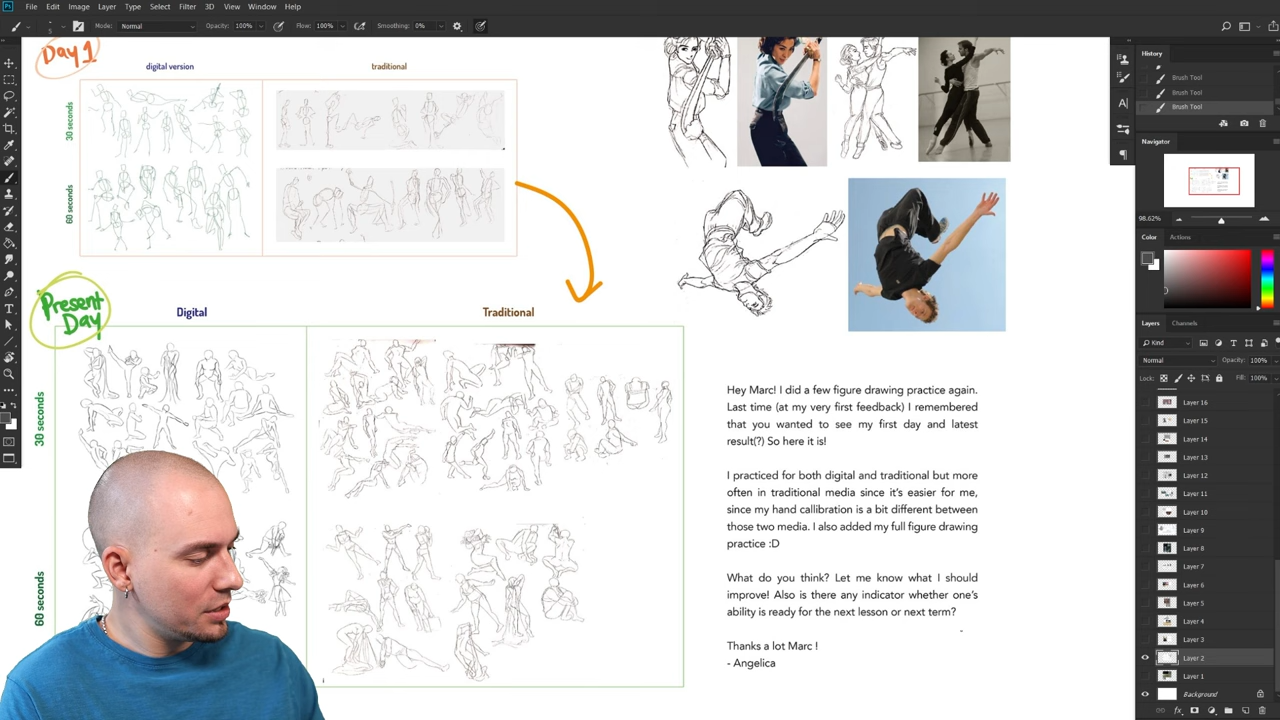 File Edit Image Layer Type Select Filter 3D View Window Help
5 Mode: Normal Opacity: 100% Flow: 100% Smoothing: 0%
Day 1
digital version traditional
30 seconds
60 seconds
Present
Day
Digital Traditional
30 seconds
60 seconds
Hey Marc! I did a few figure drawing practice again.
Last time (at my very first feedback) I remembered
that you wanted to see my first day and latest
result(?) So here it is!
I practiced for both digital and traditional but more
often in traditional media since it's easier for me,
since my hand callibration is a bit different between
those two media. I also added my full figure drawing
practice :D
What do you think? Let me know what I should
improve! Also is there any indicator whether one's
ability is ready for the next lesson or next term?
Thanks a lot Marc !
- Angelica
History
Brush Tool
Brush Tool
Brush Tool
Navigator
98.62%
Color Actions
Layers Channels
Kind
Normal Opacity: 100%
Lock: Fill: 100%
Layer 16
Layer 15
Layer 14
Layer 13
Layer 12
Layer 11
Layer 10
Layer 9
Layer 8
Layer 7
Layer 6
Layer 5
Layer 4
Layer 3
Layer 2
Layer 1
Background